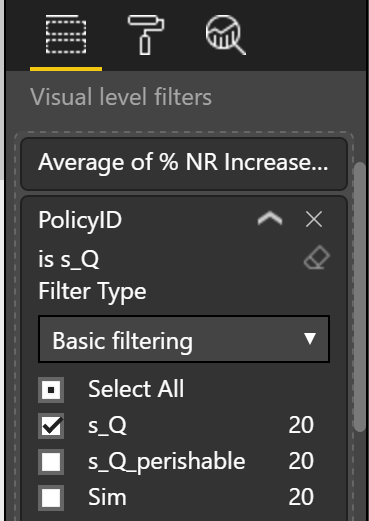 Visual level filters
Average of % NR Increase...
PolicyID
is s_Q
Filter Type
Basic filtering
Select All
s_Q 20
s_Q_perishable 20
Sim 20